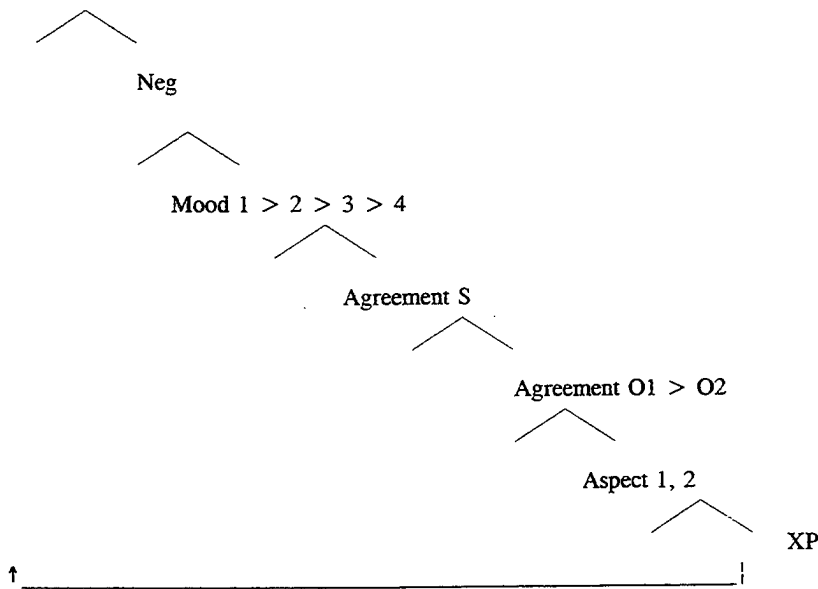 Neg
Mood 1 > 2 > 3 > 4
Agreement S
Agreement O1 > O2
Aspect 1, 2
XP